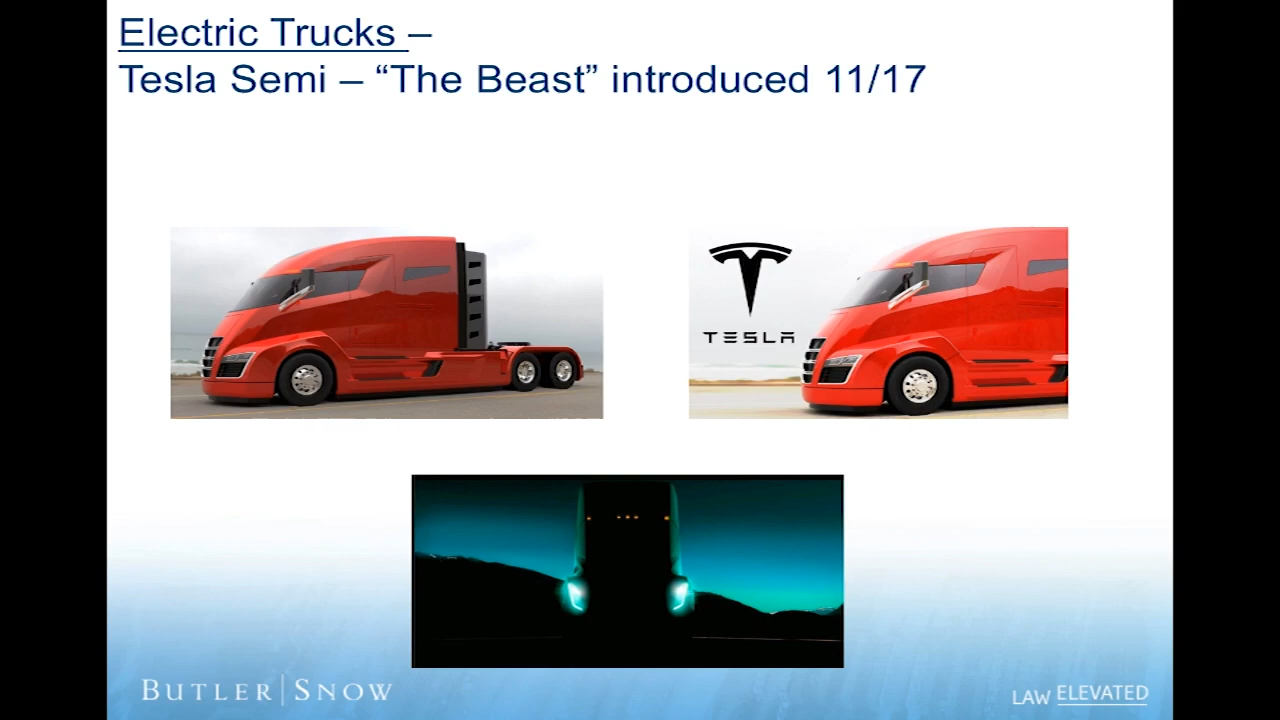 Electric Trucks –
Tesla Semi – “The Beast” introduced 11/17
TESLA
BUTLER | SNOW
LAW ELEVATED